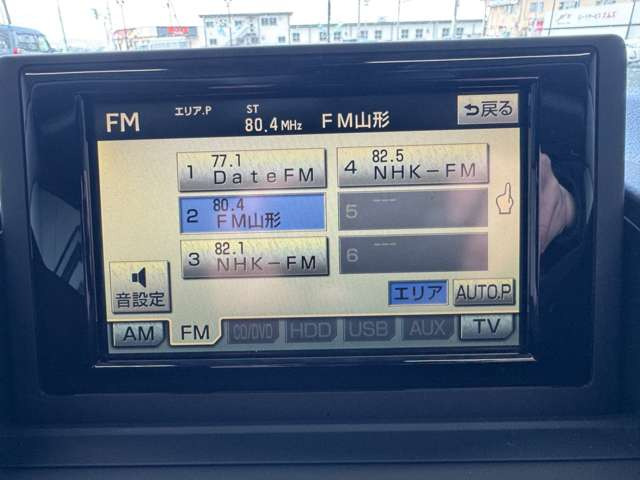 FM エリア.P ST 80.4 MHz FM山形 戻る
1 77.1 DateFM
4 82.5 NHK-FM
2 80.4 FM山形
5 ---
3 82.1 NHK-FM
6 ---
音設定
エリア AUTO.P
AM FM CD/DVD HDD USB AUX TV